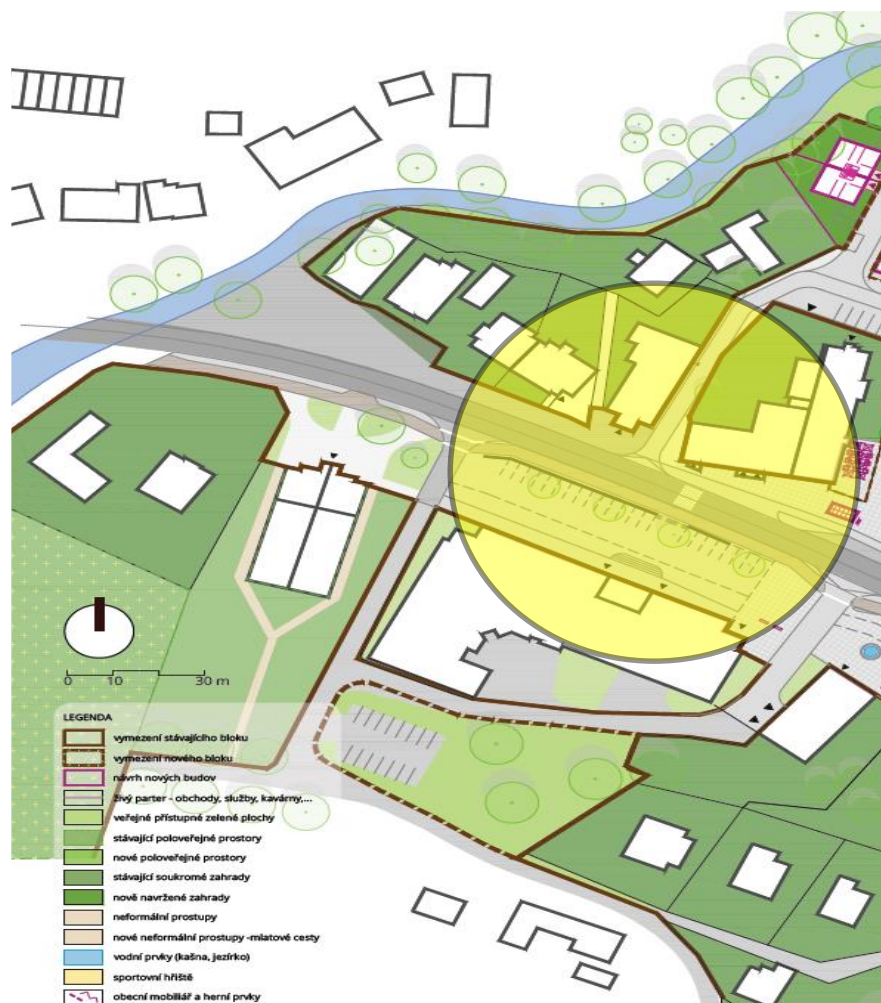 0 10 30 m
LEGENDA
vymezení stávajícího bloku
vymezení nového bloku
návrh nových budov
živý parter - obchody, služby, kavárny,...
veřejné přístupné zelené plochy
stávající poloveřejné prostory
nové poloveřejné prostory
stávající soukromé zahrady
nově navržené zahrady
neformální prostupy
nové neformální prostupy -mlatové cesty
vodní prvky (kašna, jezírko)
sportovní hřiště
obecní mobiliář a herní prvky